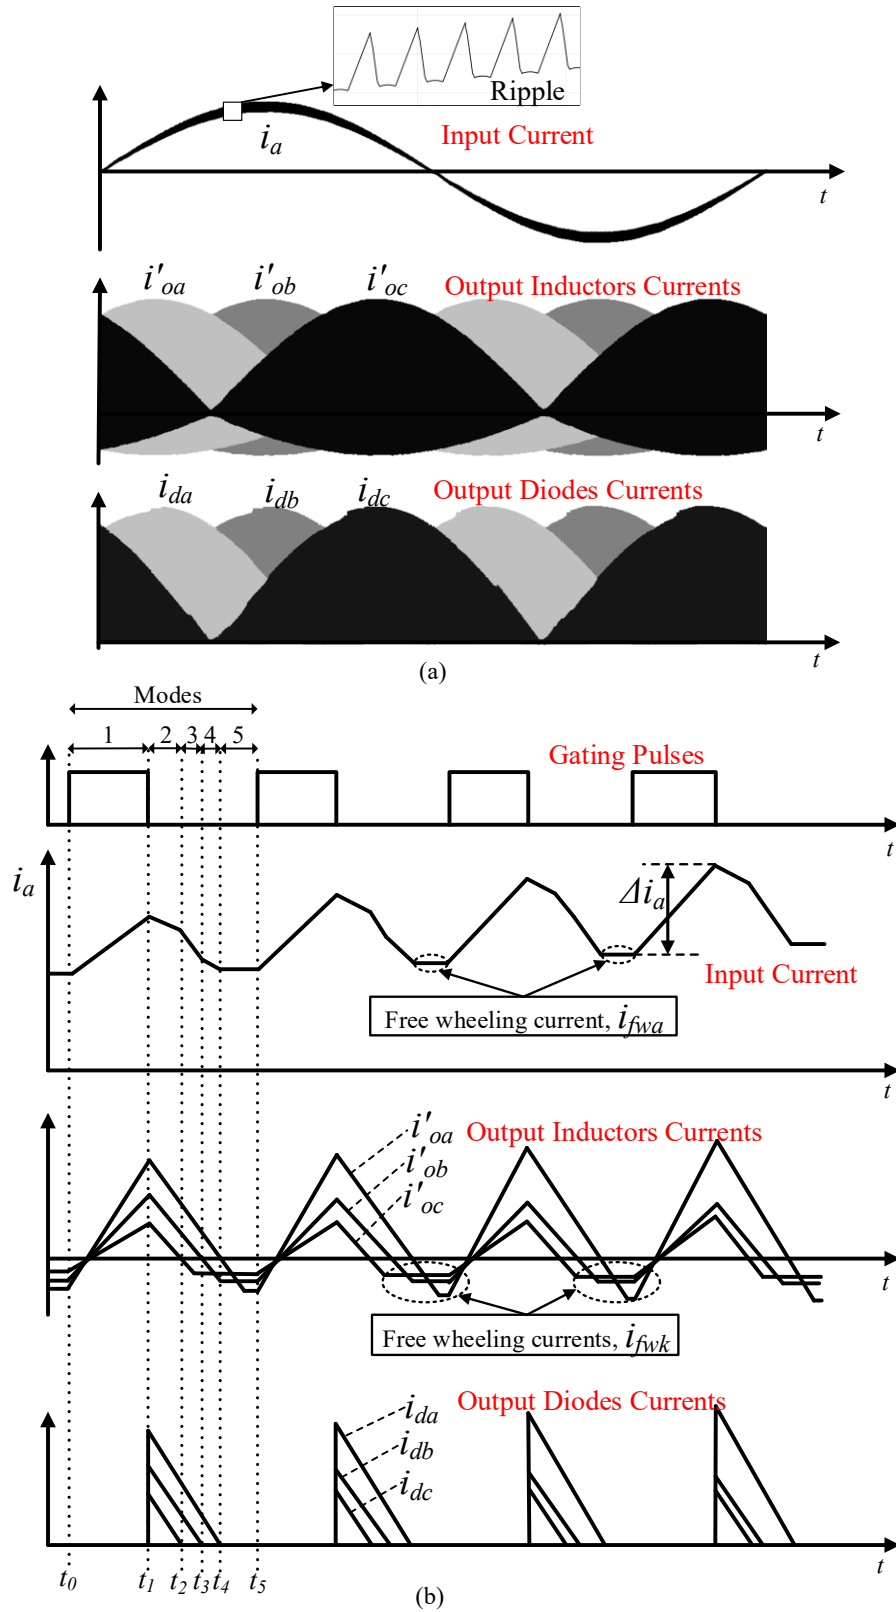 Ripple
i_a
Input Current
t
i'_oa i'_ob i'_oc Output Inductors Currents
t
i_da i_db i_dc Output Diodes Currents
t
(a)
Modes
1 2 3 4 5
Gating Pulses
t
i_a
Δi_a
Input Current
Free wheeling current, i_fwa
t
i'_oa Output Inductors Currents
i'_ob
i'_oc
t
Free wheeling currents, i_fwk
Output Diodes Currents
i_da
i_db
i_dc
t
t_0 t_1 t_2 t_3 t_4 t_5
(b)